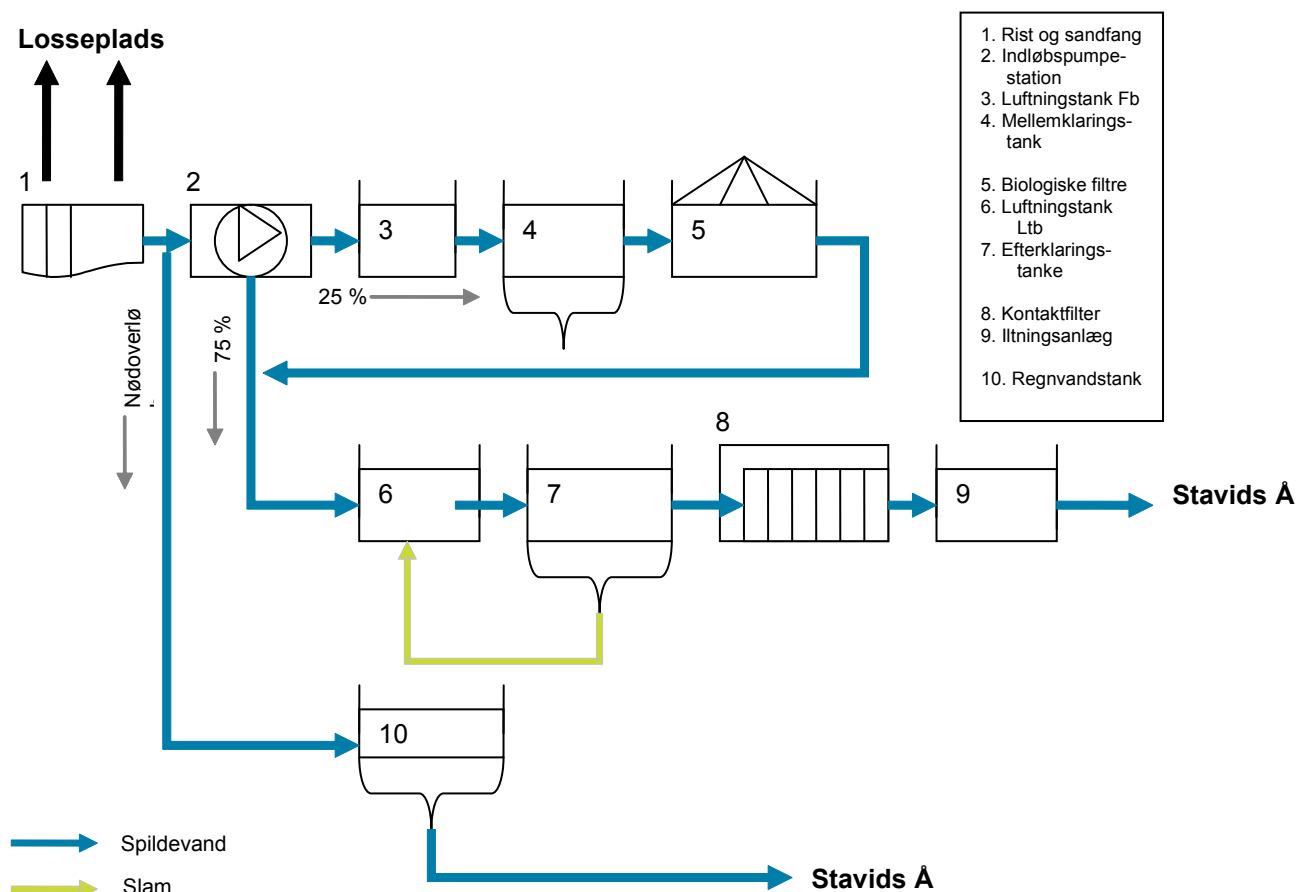 Losseplads
1. Rist og sandfang
2. Indløbspumpe-
station
3. Luftningstank Fb
4. Mellemklarings-
tank
5. Biologiske filtre
6. Luftningstank
Ltb
7. Efterklarings-
tanke
8. Kontaktfilter
9. Iltningsanlæg
10. Regnvandstank
1
2
3
4
5
25 %
75 %
Nødoverlø
6
7
8
9
Stavids Å
10
Spildevand
Slam
Stavids Å